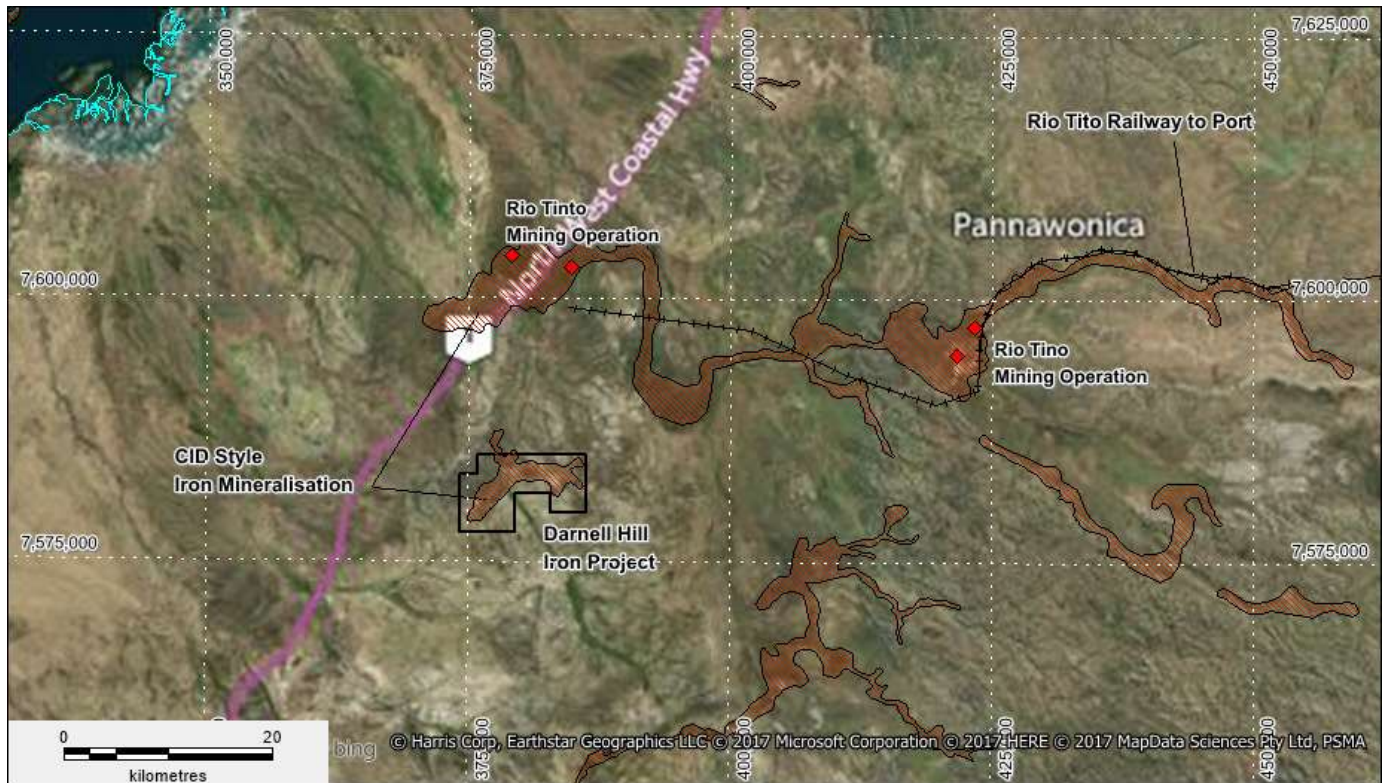 350,000
375,000
400,000
425,000
450,000
7,625,000
Rio Tito Railway to Port
North West Coastal Hwy
Rio Tinto
Mining Operation
Pannawonica
7,600,000
7,600,000
1
Rio Tino
Mining Operation
CID Style
Iron Mineralisation
Darnell Hill
Iron Project
7,575,000
7,575,000
375,000
400,000
425,000
450,000
0
20
kilometres
bing
© Harris Corp, Earthstar Geographics LLC © 2017 Microsoft Corporation © 2017 HERE © 2017 MapData Sciences Pty Ltd, PSMA